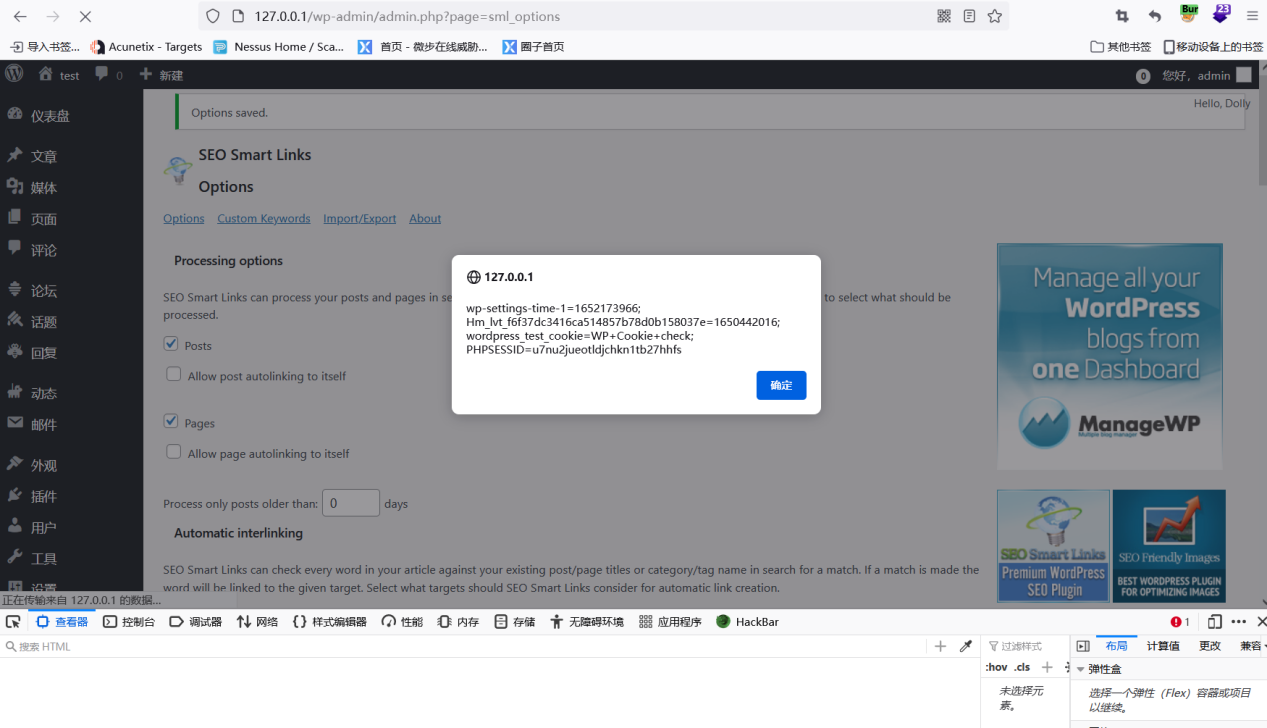 127.0.0.1/wp-admin/admin.php?page=sml_options
Bur
23
导入书签...
Acunetix - Targets
Nessus Home / Sca...
首页 - 微步在线威胁...
圈子首页
其他书签
移动设备上的书签
test
0
新建
0
您好，admin
Hello, Dolly
仪表盘
文章
媒体
页面
评论
论坛
话题
回复
动态
邮件
外观
插件
用户
工具
设置
Options saved.
SEO Smart Links
Options
Options Custom Keywords Import/Export About
Processing options
SEO Smart Links can process your posts and pages in se
to select what should be
processed.
Posts
Allow post autolinking to itself
Pages
Allow page autolinking to itself
Process only posts older than: 0 days
Automatic interlinking
SEO Smart Links can check every word in your article against your existing post/page titles or category/tag name in search for a match. If a match is made the
word will be linked to the given target. Select what targets should SEO Smart Links consider for automatic link creation.
127.0.0.1
wp-settings-time-1=1652173966;
Hm_lvt_f6f37dc3416ca514857b78d0b158037e=1650442016;
wordpress_test_cookie=WP+Cookie+check;
PHPSESSID=u7nu2jueotldjchkn1tb27hhfs
确定
Manage all your
WordPress
blogs from
one Dashboard
ManageWP
Multiple blog manager
SEO Smart Links
Premium WordPress
SEO Plugin
SEO Friendly Images
BEST WORDPRESS PLUGIN
FOR OPTIMIZING IMAGES
正在传输来自 127.0.0.1 的数据...
查看器
控制台
调试器
网络
样式编辑器
性能
内存
存储
无障碍环境
应用程序
HackBar
1
搜索 HTML
过滤样式
:hov .cls
未选择元
素。
布局
计算值
更改
兼容
弹性盒
选择一个弹性（Flex）容器或项目
以继续。